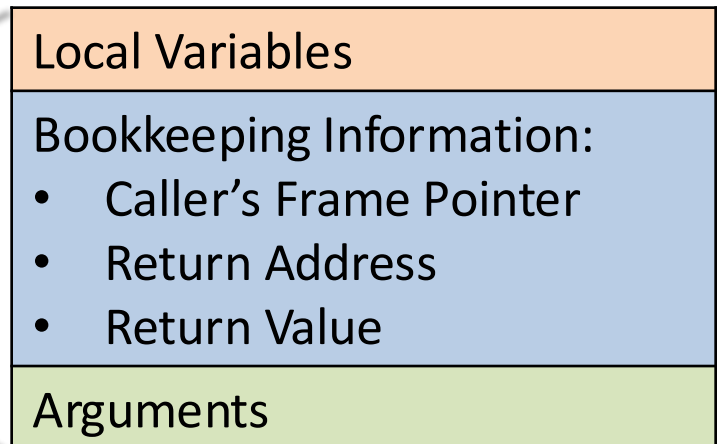 Local Variables
Bookkeeping Information:
• Caller’s Frame Pointer
• Return Address
• Return Value
Arguments